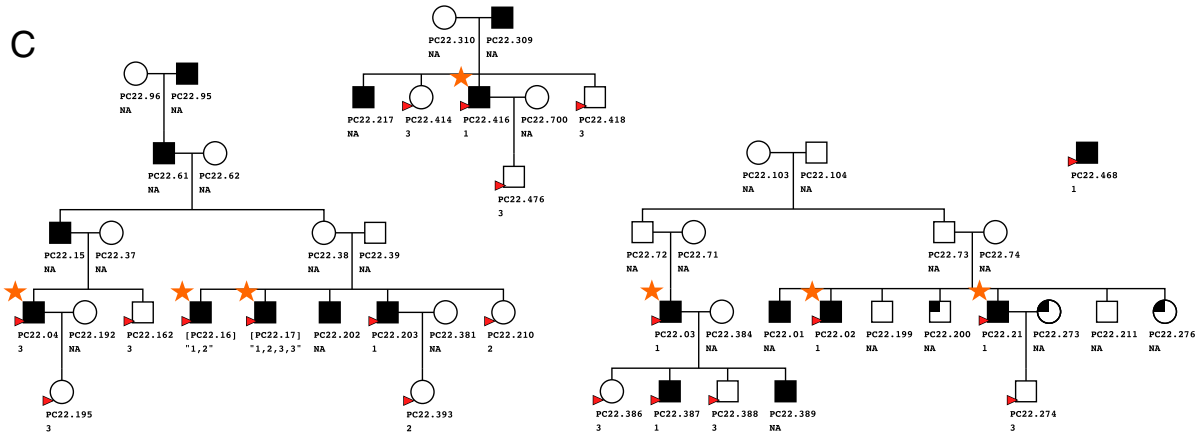 C
PC22.310 PC22.309
NA NA
PC22.96 PC22.95
NA NA
PC22.217 PC22.414 PC22.416 PC22.700 PC22.418
NA 3 1 NA 3
PC22.61 PC22.62
NA NA
PC22.103 PC22.104
NA NA
PC22.468
1
PC22.476
3
PC22.15 PC22.37 PC22.38 PC22.39
NA NA NA NA
PC22.72 PC22.71 PC22.73 PC22.74
NA NA NA NA
PC22.04 PC22.192 PC22.162 [PC22.16] [PC22.17] PC22.202 PC22.203 PC22.381 PC22.210
3 NA 3 "1,2" "1,2,3,3" NA 1 NA 2
PC22.03 PC22.384 PC22.01 PC22.02 PC22.199 PC22.200 PC22.21 PC22.273 PC22.211 PC22.276
1 NA NA 1 NA NA 1 NA NA NA
PC22.195 PC22.393
3 2
PC22.386 PC22.387 PC22.388 PC22.389 PC22.274
3 1 3 NA 3